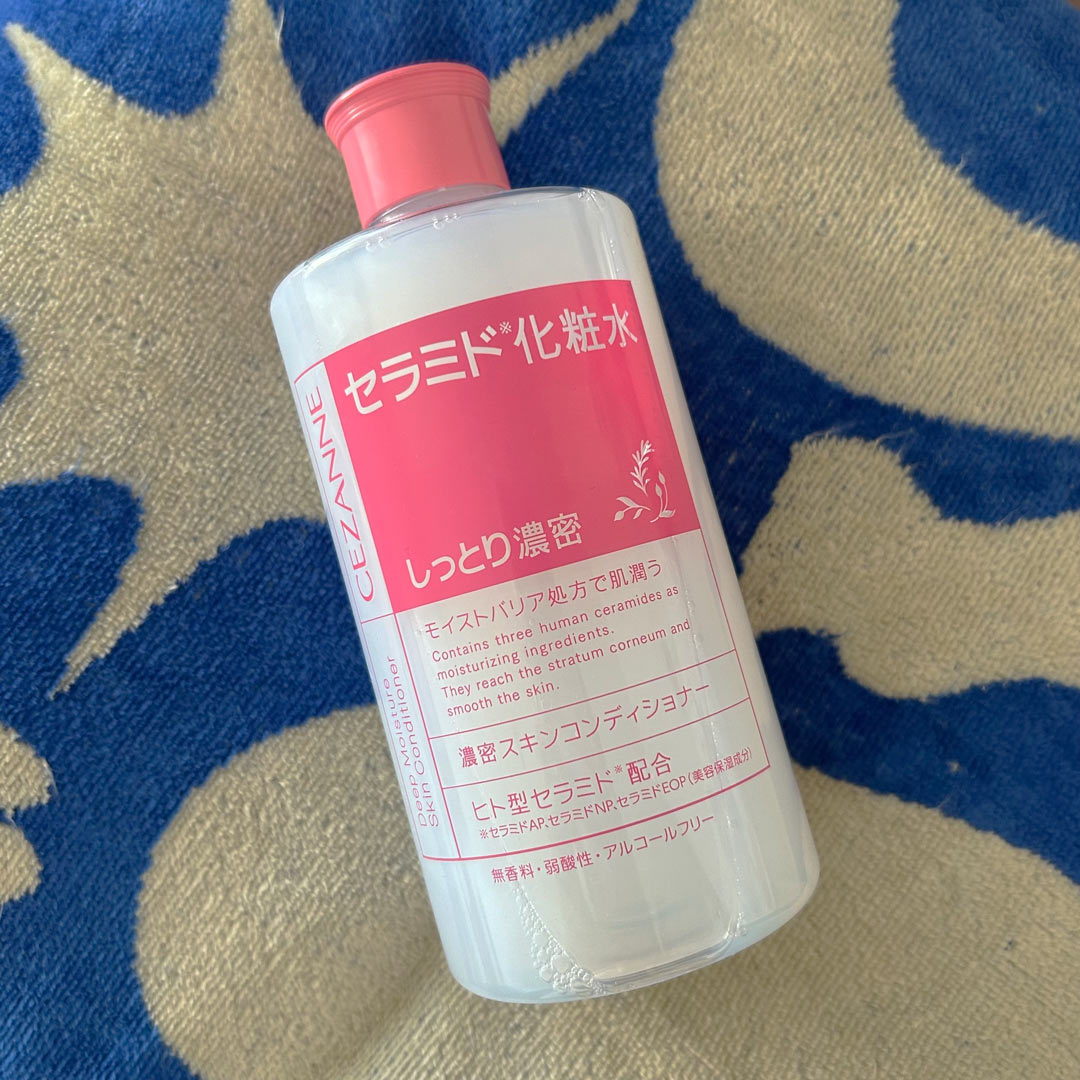 セラミド※化粧水
しっとり濃密
CEZANNE
モイストバリア処方で肌潤う
Contains three human ceramides as
moisturizing ingredients.
They reach the stratum corneum and
smooth the skin.
Deep Moisture
Skin Conditioner
濃密スキンコンディショナー
ヒト型セラミド※配合
※セラミドAP、セラミドNP、セラミドEOP(美容保湿成分)
無香料・弱酸性・アルコールフリー